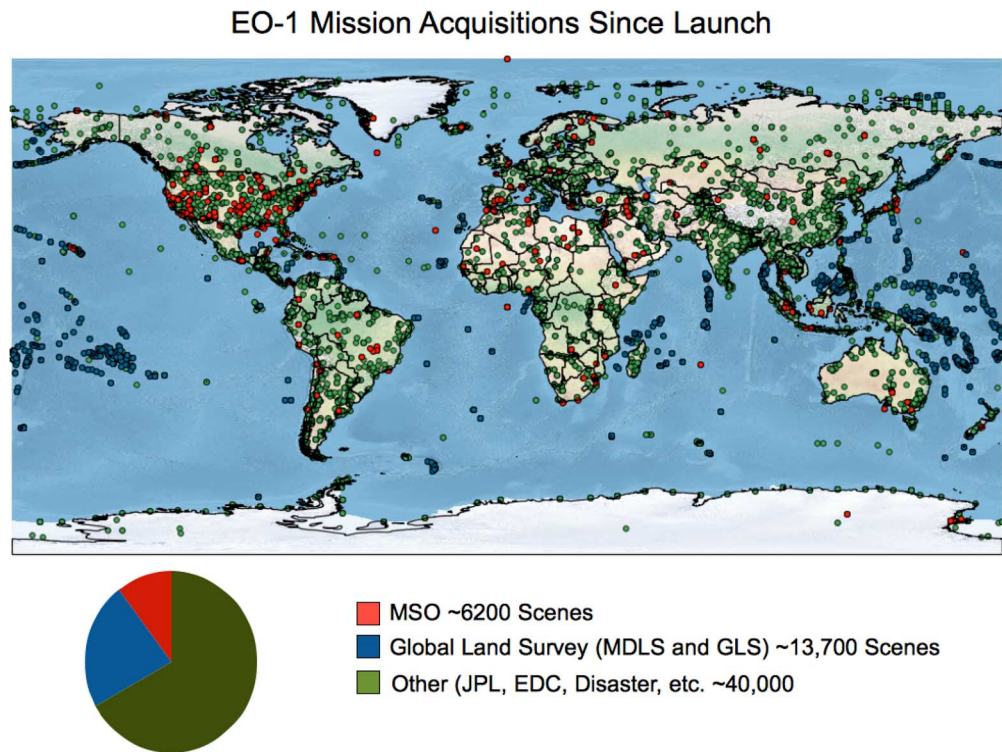 EO-1 Mission Acquisitions Since Launch
MSO ~6200 Scenes
Global Land Survey (MDLS and GLS) ~13,700 Scenes
Other (JPL, EDC, Disaster, etc. ~40,000